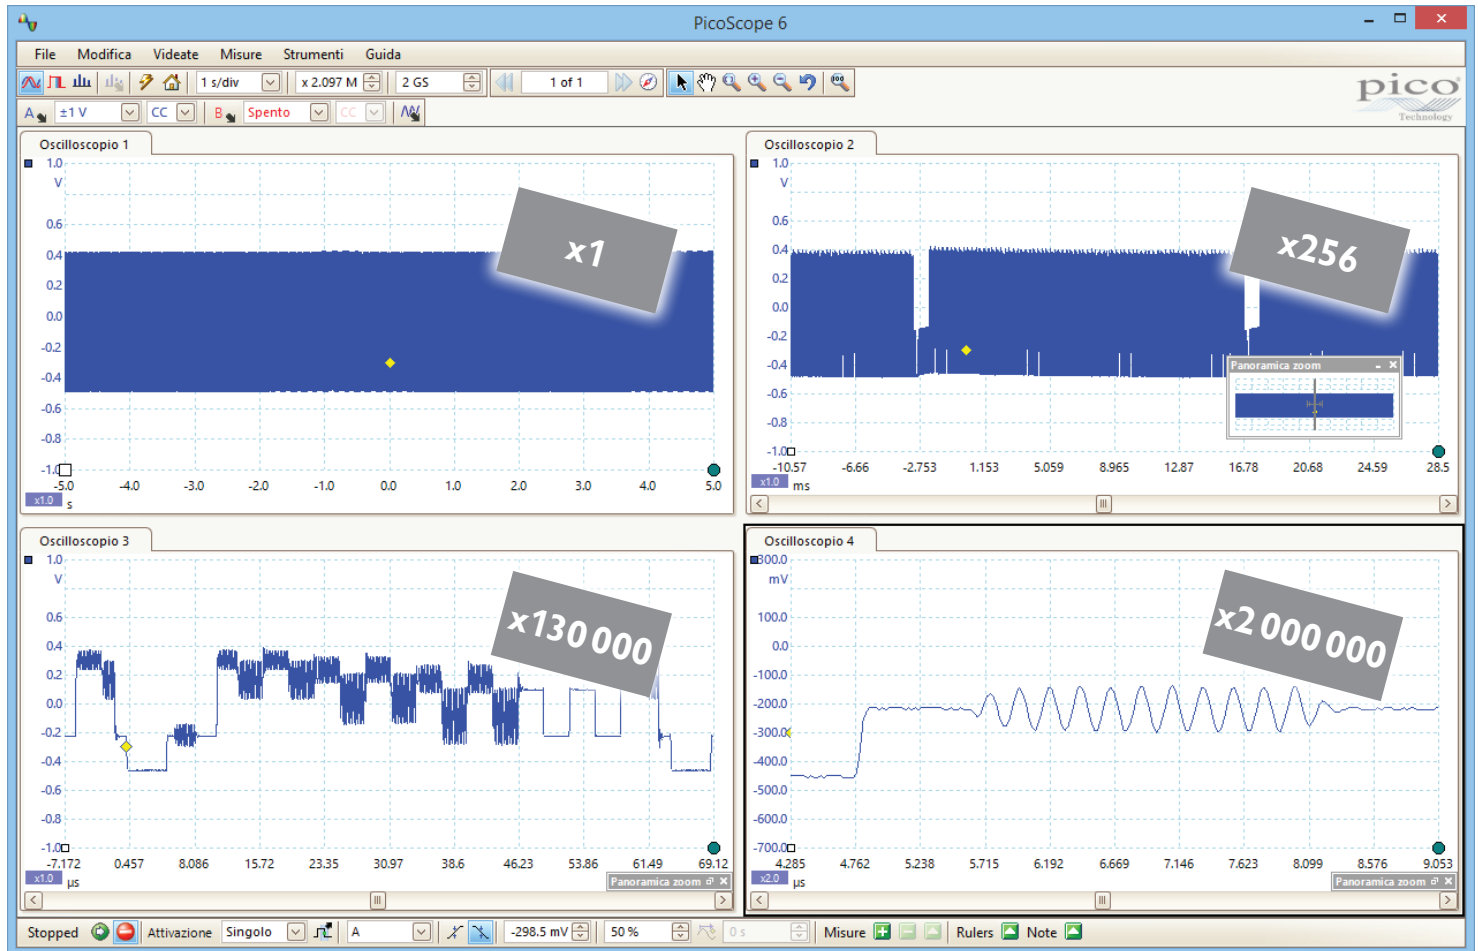 PicoScope 6
File Modifica Videate Misure Strumenti Guida
1 s/div x 2.097 M 2 GS 1 of 1
A ±1 V CC B Spento CC
pico
Technology
Oscilloscopio 1
1.0
V
0.6
0.4
0.2
0.0
-0.2
-0.4
-0.6
-0.8
-1.0
-5.0 -4.0 -3.0 -2.0 -1.0 0.0 1.0 2.0 3.0 4.0 5.0
x1.0 s
x1
Oscilloscopio 2
1.0
V
0.6
0.4
0.2
0.0
-0.2
-0.4
-0.6
-0.8
-1.0
-10.57 -6.66 -2.753 1.153 5.059 8.965 12.87 16.78 20.68 24.59 28.5
x1.0 ms
x256
Panoramica zoom
Oscilloscopio 3
1.0
V
0.6
0.4
0.2
0.0
-0.2
-0.4
-0.6
-0.8
-1.0
-7.172 0.457 8.086 15.72 23.35 30.97 38.6 46.23 53.86 61.49 69.12
x1.0 µs
x130 000
Panoramica zoom
Oscilloscopio 4
300.0
mV
100.0
0.0
-100.0
-200.0
-300.0
-400.0
-500.0
-600.0
-700.0
4.285 4.762 5.238 5.715 6.192 6.669 7.146 7.623 8.099 8.576 9.053
x2.0 µs
x2 000 000
Panoramica zoom
Stopped Attivazione Singolo A -298.5 mV 50 % 0 s Misure Rulers Note